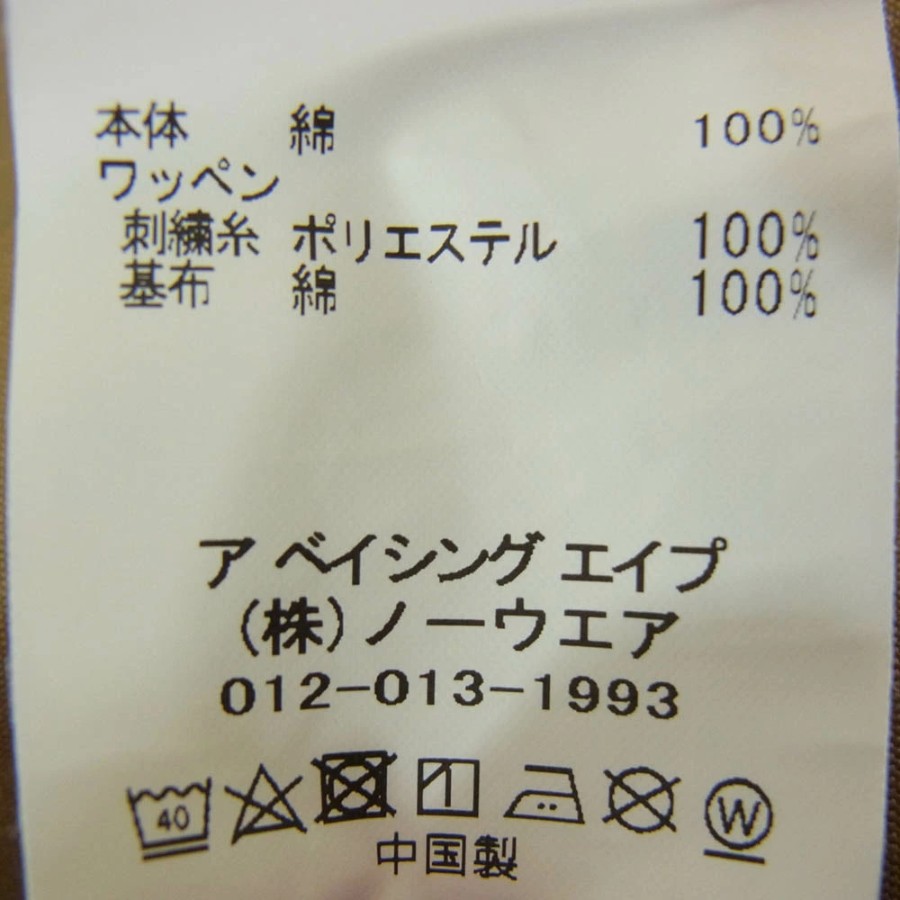 本体 綿 100%
ワッペン
刺繍糸 ポリエステル 100%
基布 綿 100%
ア ベイシング エイプ
(株)ノーウエア
012-013-1993
40 W
中国製